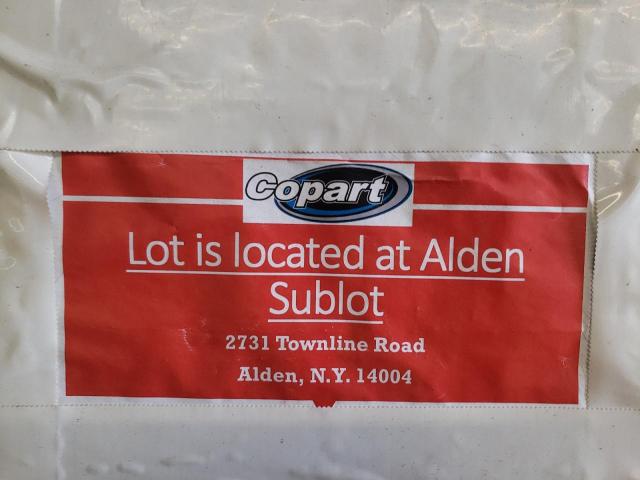 Copart
Lot is located at Alden
Sublot
2731 Townline Road
Alden, N.Y. 14004